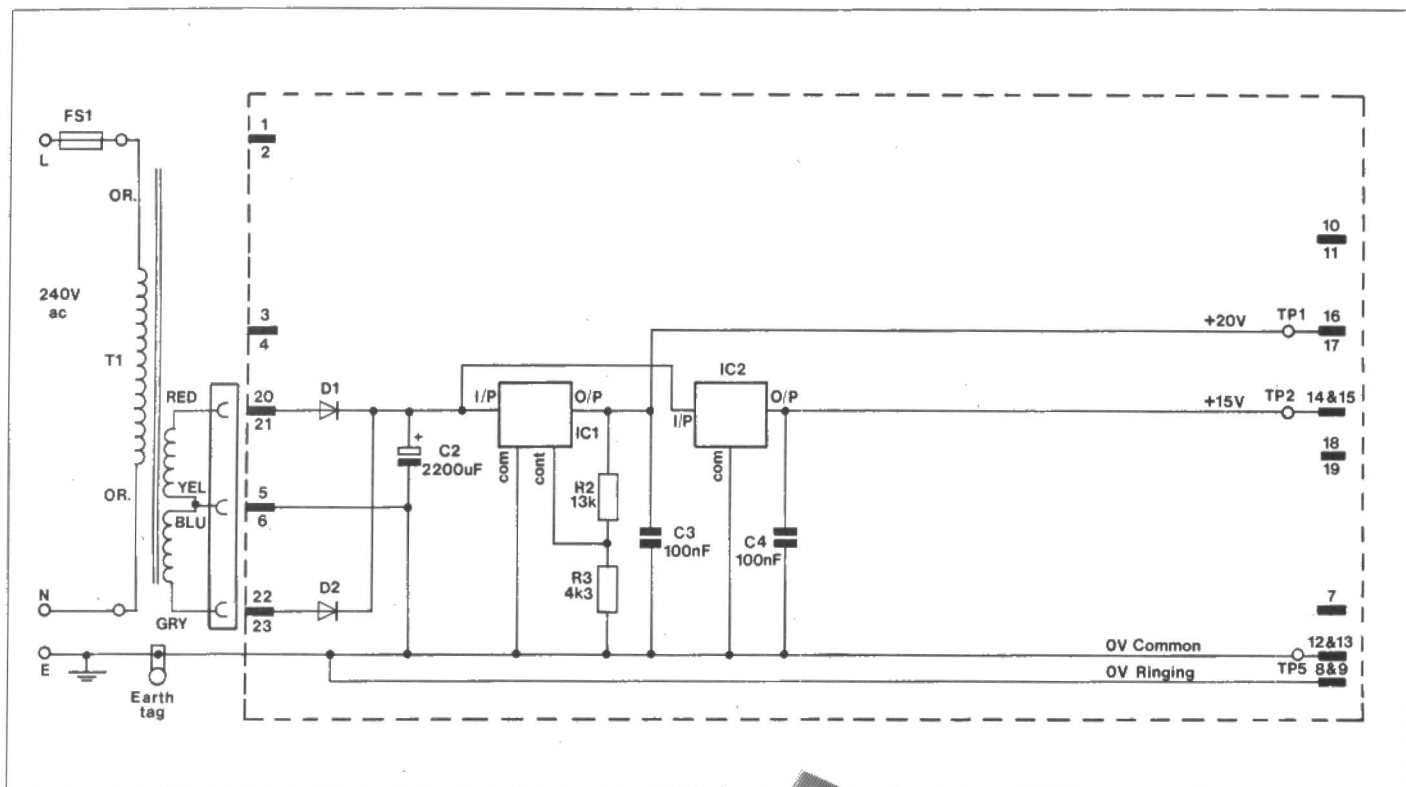 FS1
L
OR.
240V
ac
T1
OR.
N
E
Earth
tag
RED
YEL
BLU
GRY
1
2
3
4
20
21
5
6
22
23
D1
D2
+
C2
2200uF
I/P
O/P
IC1
com
cont
R2
13k
R3
4k3
C3
100nF
IC2
I/P
O/P
com
C4
100nF
10
11
+20V
TP1
16
17
+15V
TP2
14&15
18
19
7
0V Common
12&13
TP5
0V Ringing
8&9